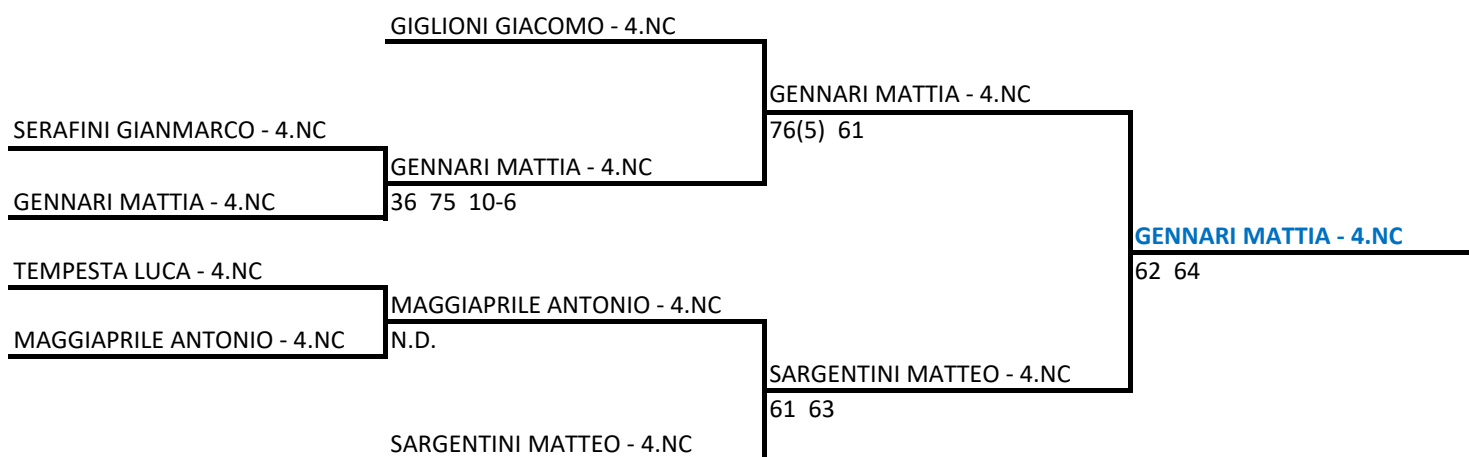 GIGLIONI GIACOMO - 4.NC
GENNARI MATTIA - 4.NC
SERAFINI GIANMARCO - 4.NC
76(5) 61
GENNARI MATTIA - 4.NC
GENNARI MATTIA - 4.NC
36 75 10-6
GENNARI MATTIA - 4.NC
TEMPESTA LUCA - 4.NC
62 64
MAGGIAPRILE ANTONIO - 4.NC
MAGGIAPRILE ANTONIO - 4.NC
N.D.
SARGENTINI MATTEO - 4.NC
61 63
SARGENTINI MATTEO - 4.NC